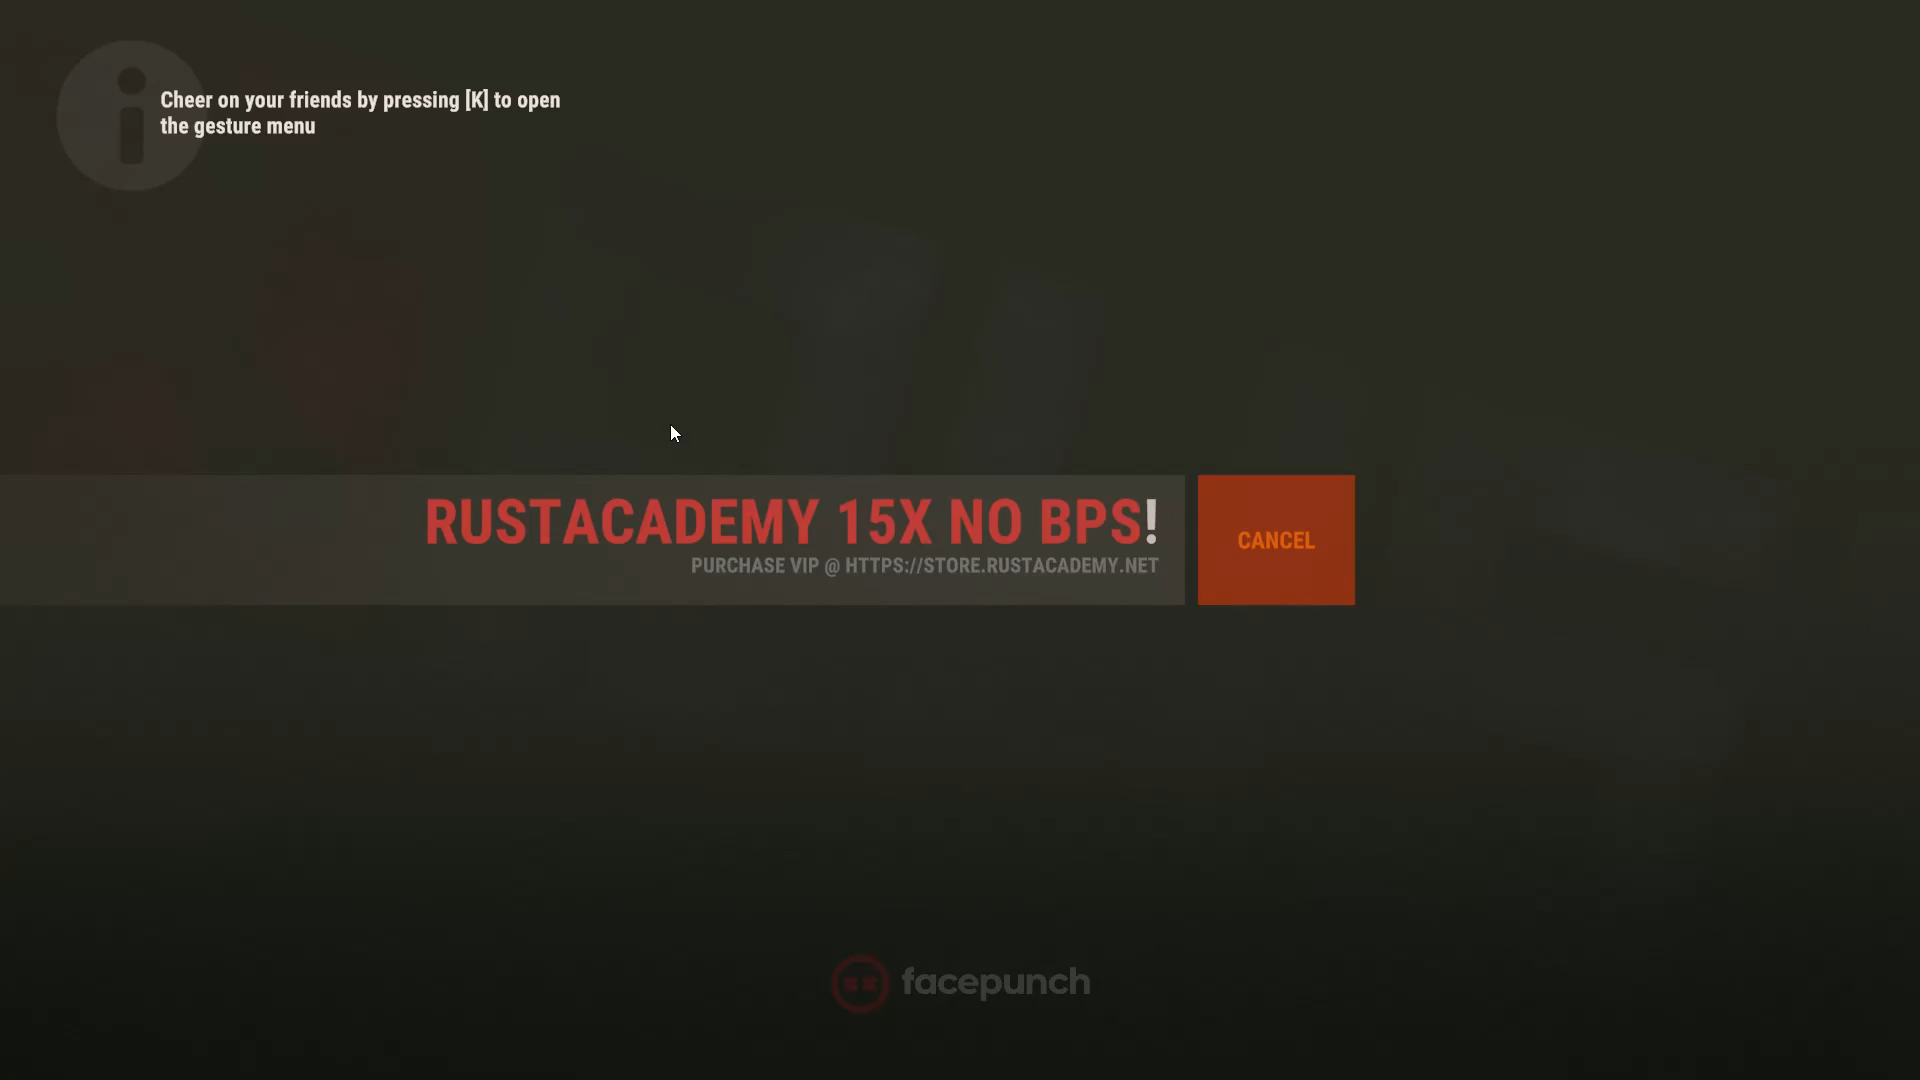 Cheer on your friends by pressing [K] to open
the gesture menu
RUSTACADEMY 15X NO BPS!
PURCHASE VIP @ HTTPS://STORE.RUSTACADEMY.NET
CANCEL
facepunch